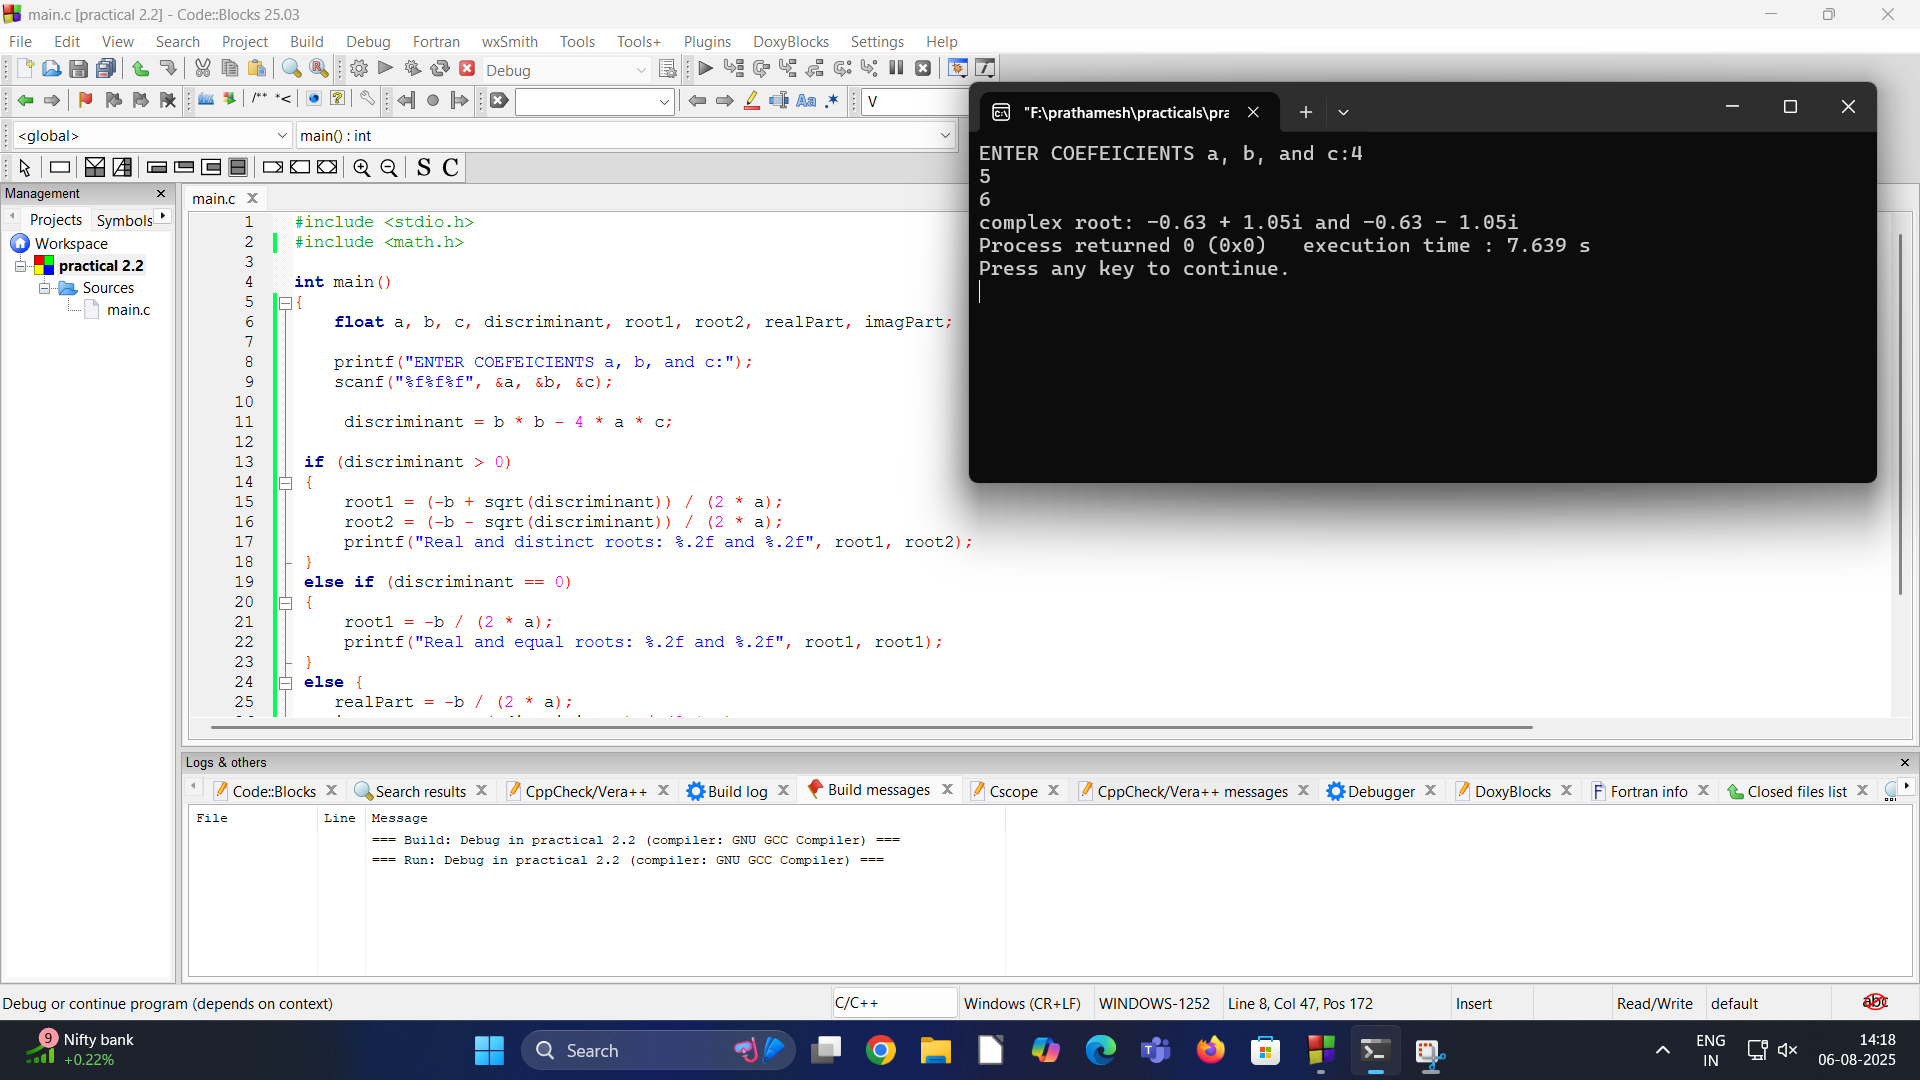 main.c [practical 2.2] - Code::Blocks 25.03
File Edit View Search Project Build Debug Fortran wxSmith Tools Tools+ Plugins DoxyBlocks Settings Help
Debug
/** *< Aa .* V
<global> main() : int
S C
Management
Projects Symbols
Workspace
practical 2.2
Sources
main.c
main.c
1 #include <stdio.h>
2 #include <math.h>
3
4 int main()
5 {
6 float a, b, c, discriminant, root1, root2, realPart, imagPart;
7
8 printf("ENTER COEFEICIENTS a, b, and c:");
9 scanf("%f%f%f", &a, &b, &c);
10
11 discriminant = b * b - 4 * a * c;
12
13 if (discriminant > 0)
14 {
15 root1 = (-b + sqrt(discriminant)) / (2 * a);
16 root2 = (-b - sqrt(discriminant)) / (2 * a);
17 printf("Real and distinct roots: %.2f and %.2f", root1, root2);
18 }
19 else if (discriminant == 0)
20 {
21 root1 = -b / (2 * a);
22 printf("Real and equal roots: %.2f and %.2f", root1, root1);
23 }
24 else {
25 realPart = -b / (2 * a);
"F:\prathamesh\practicals\pra
ENTER COEFEICIENTS a, b, and c:4
5
6
complex root: -0.63 + 1.05i and -0.63 - 1.05i
Process returned 0 (0x0) execution time : 7.639 s
Press any key to continue.
Logs & others
Code::Blocks Search results CppCheck/Vera++ Build log Build messages Cscope CppCheck/Vera++ messages Debugger DoxyBlocks Fortran info Closed files list
File Line Message
=== Build: Debug in practical 2.2 (compiler: GNU GCC Compiler) ===
=== Run: Debug in practical 2.2 (compiler: GNU GCC Compiler) ===
Debug or continue program (depends on context) C/C++ Windows (CR+LF) WINDOWS-1252 Line 8, Col 47, Pos 172 Insert Read/Write default abc
9 Nifty bank
+0.22%
Search
ENG
IN
14:18
06-08-2025